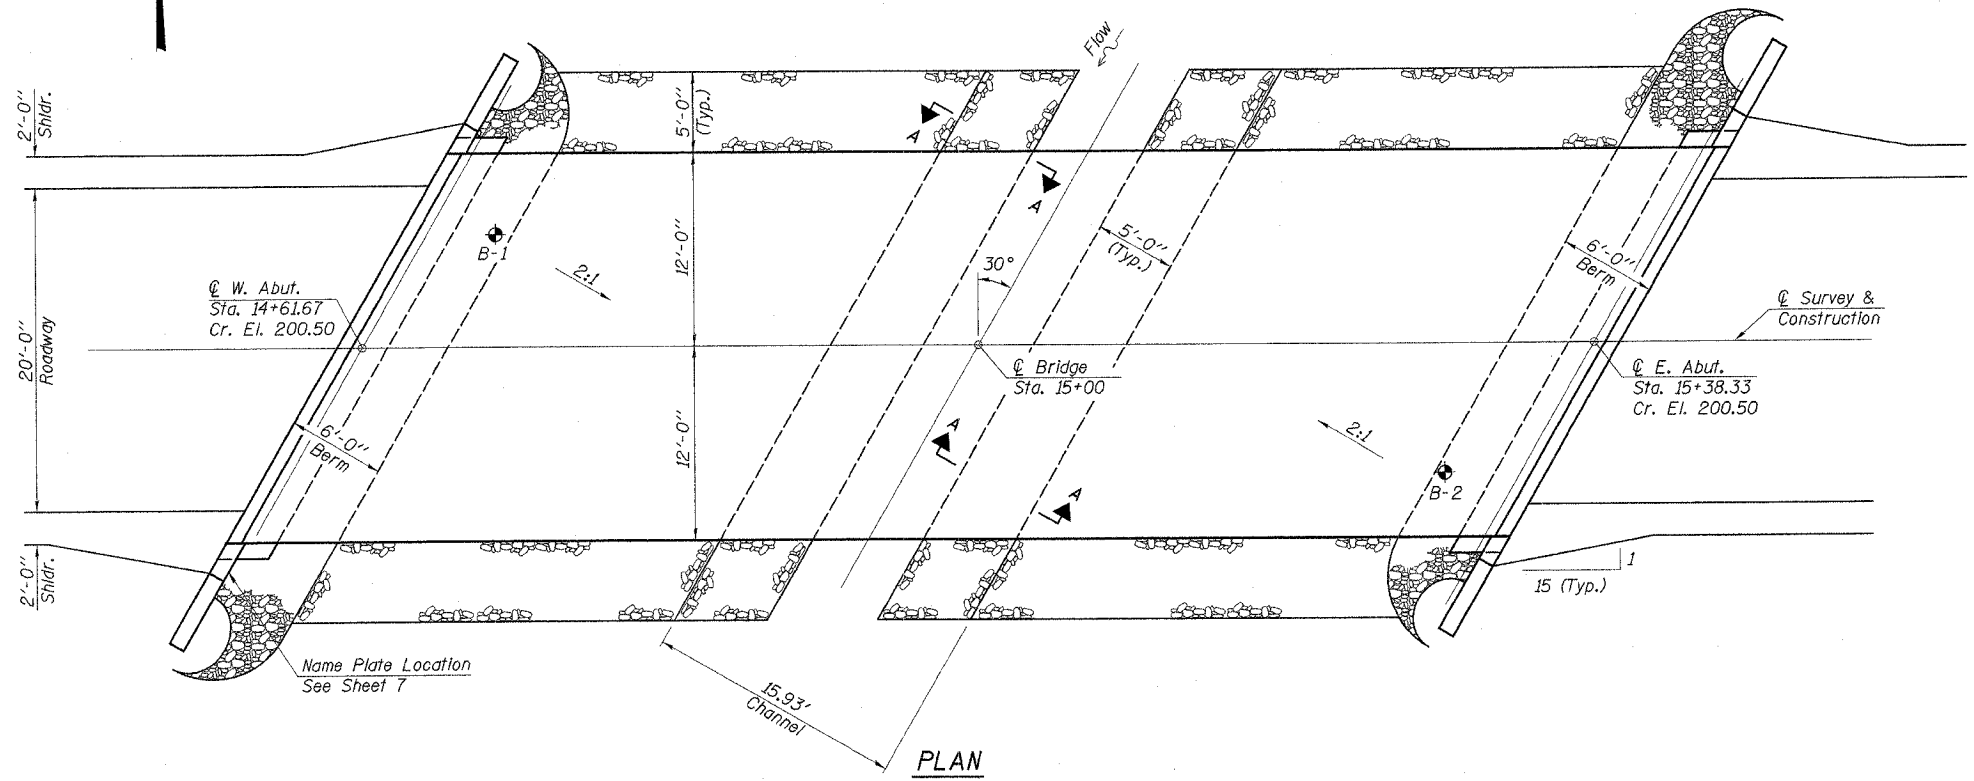 Flow
2'-0"
Shldr.
5'-0"
(Typ.)
A
A
B-1
12'-0"
5'-0"
(Typ.)
6'-0"
Berm
2:1
30°
℄ W. Abut.
Sta. 14+61.67
Cr. El. 200.50
℄ Survey &
Construction
20'-0"
Roadway
℄ Bridge
Sta. 15+00
℄ E. Abut.
Sta. 15+38.33
Cr. El. 200.50
6'-0"
Berm
12'-0"
A
2:1
B-2
A
2'-0"
Shldr.
1
15 (Typ.)
Name Plate Location
See Sheet 7
15.93'
Channel
PLAN